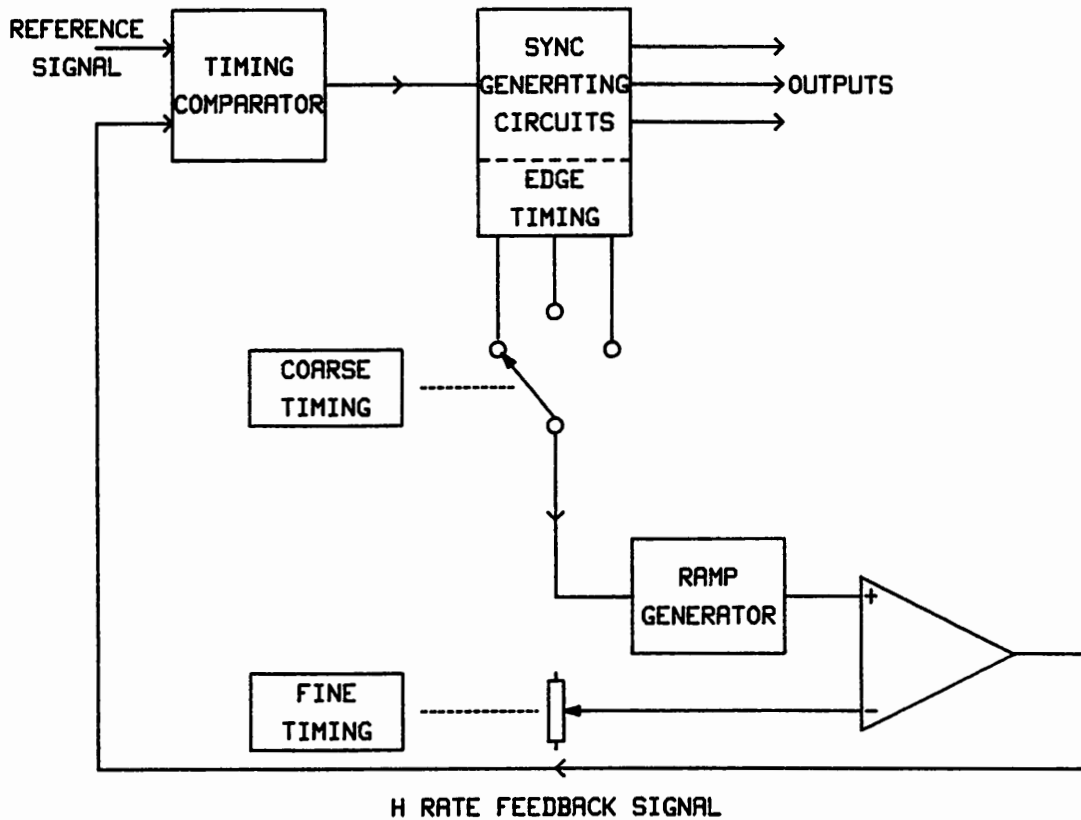 REFERENCE
SIGNAL
TIMING
COMPARATOR
SYNC
GENERATING
CIRCUITS
OUTPUTS
EDGE
TIMING
COARSE
TIMING
RAMP
GENERATOR
+
FINE
TIMING
-
H RATE FEEDBACK SIGNAL